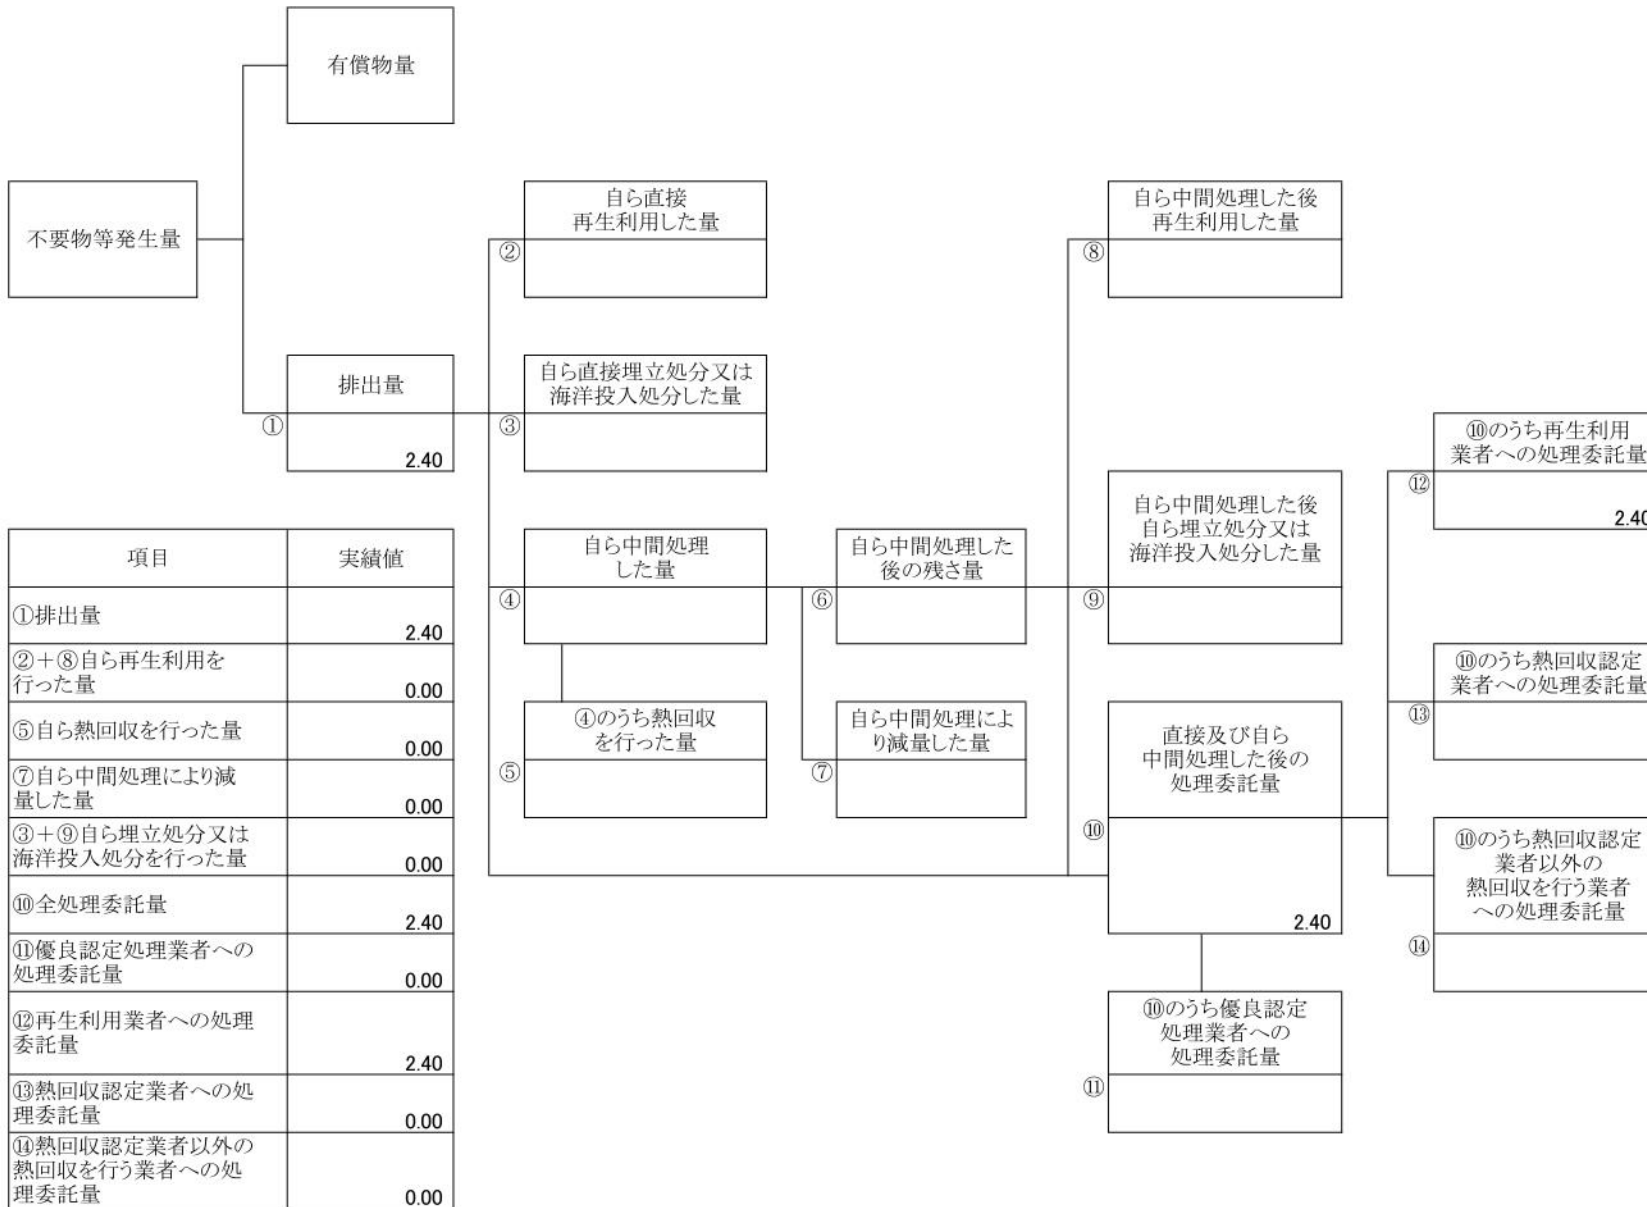 有償物量
不要物等発生量
自ら直接
再生利用した量
②
自ら中間処理した後
再生利用した量
⑧
排出量
①
2.40
自ら直接埋立処分又は
海洋投入処分した量
③
⑩のうち再生利用
業者への処理委託量
⑫
2.40
自ら中間処理
した量
④
自ら中間処理した
後の残さ量
⑥
自ら中間処理した後
自ら埋立処分又は
海洋投入処分した量
⑨
⑩のうち熱回収認定
業者への処理委託量
⑬
④のうち熱回収
を行った量
⑤
自ら中間処理によ
り減量した量
⑦
直接及び自ら
中間処理した後の
処理委託量
⑩
2.40
⑩のうち熱回収認定
業者以外の
熱回収を行う業者
への処理委託量
⑭
⑩のうち優良認定
処理業者への
処理委託量
⑪
項目 実績値
①排出量
2.40
②＋⑧自ら再生利用を
行った量
0.00
⑤自ら熱回収を行った量
0.00
⑦自ら中間処理により減
量した量
0.00
③＋⑨自ら埋立処分又は
海洋投入処分を行った量
0.00
⑩全処理委託量
2.40
⑪優良認定処理業者への
処理委託量
0.00
⑫再生利用業者への処理
委託量
2.40
⑬熱回収認定業者への処
理委託量
0.00
⑭熱回収認定業者以外の
熱回収を行う業者への処
理委託量
0.00